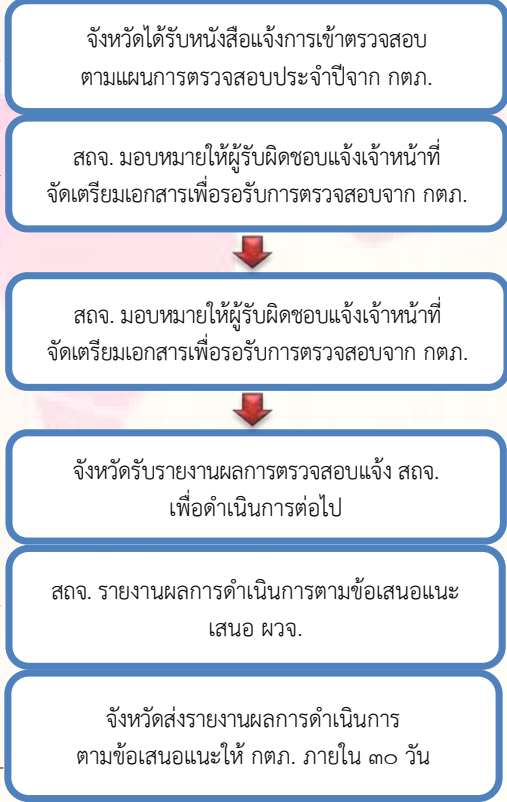 จังหวัดได้รับหนังสือแจ้งการเข้าตรวจสอบ
ตามแผนการตรวจสอบประจำปีจาก กตภ.
สถจ. มอบหมายให้ผู้รับผิดชอบแจ้งเจ้าหน้าที่
จัดเตรียมเอกสารเพื่อรอรับการตรวจสอบจาก กตภ.
สถจ. มอบหมายให้ผู้รับผิดชอบแจ้งเจ้าหน้าที่
จัดเตรียมเอกสารเพื่อรอรับการตรวจสอบจาก กตภ.
จังหวัดรับรายงานผลการตรวจสอบแจ้ง สถจ.
เพื่อดำเนินการต่อไป
สถจ. รายงานผลการดำเนินการตามข้อเสนอแนะ
เสนอ ผวจ.
จังหวัดส่งรายงานผลการดำเนินการ
ตามข้อเสนอแนะให้ กตภ. ภายใน ๓๐ วัน